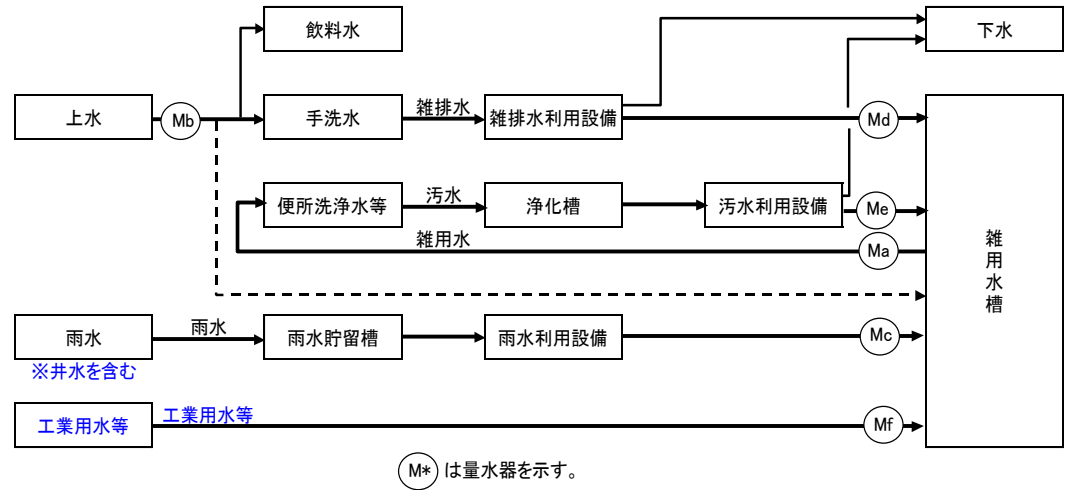 飲料水
下水
上水
Mb
手洗水
雑排水
雑排水利用設備
Md
便所洗浄水等
汚水
浄化槽
汚水利用設備
Me
雑用水
Ma
雑用水槽
雨水
雨水
雨水貯留槽
雨水利用設備
Mc
※井水を含む
工業用水等
工業用水等
Mf
M* は量水器を示す。